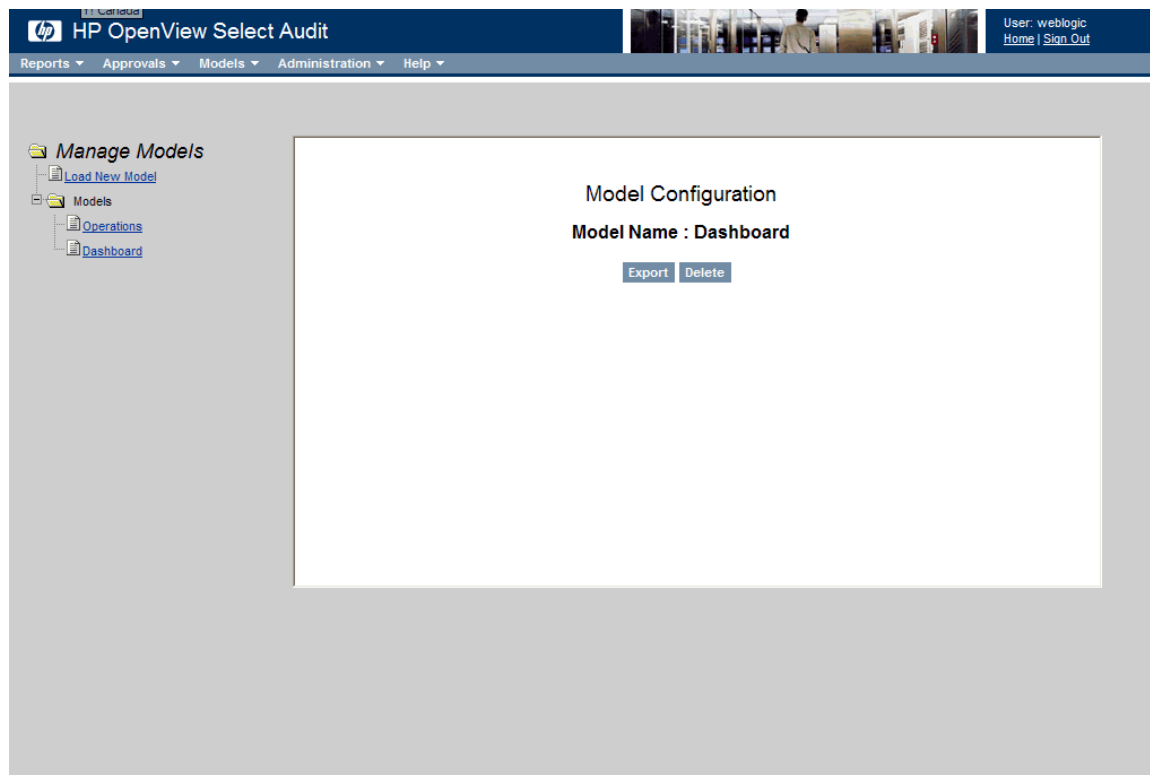 HP OpenView Select Audit
User: weblogic
Home | Sign Out
Reports Approvals Models Administration Help
Manage Models
Load New Model
Models
Operations
Dashboard
Model Configuration
Model Name : Dashboard
Export Delete